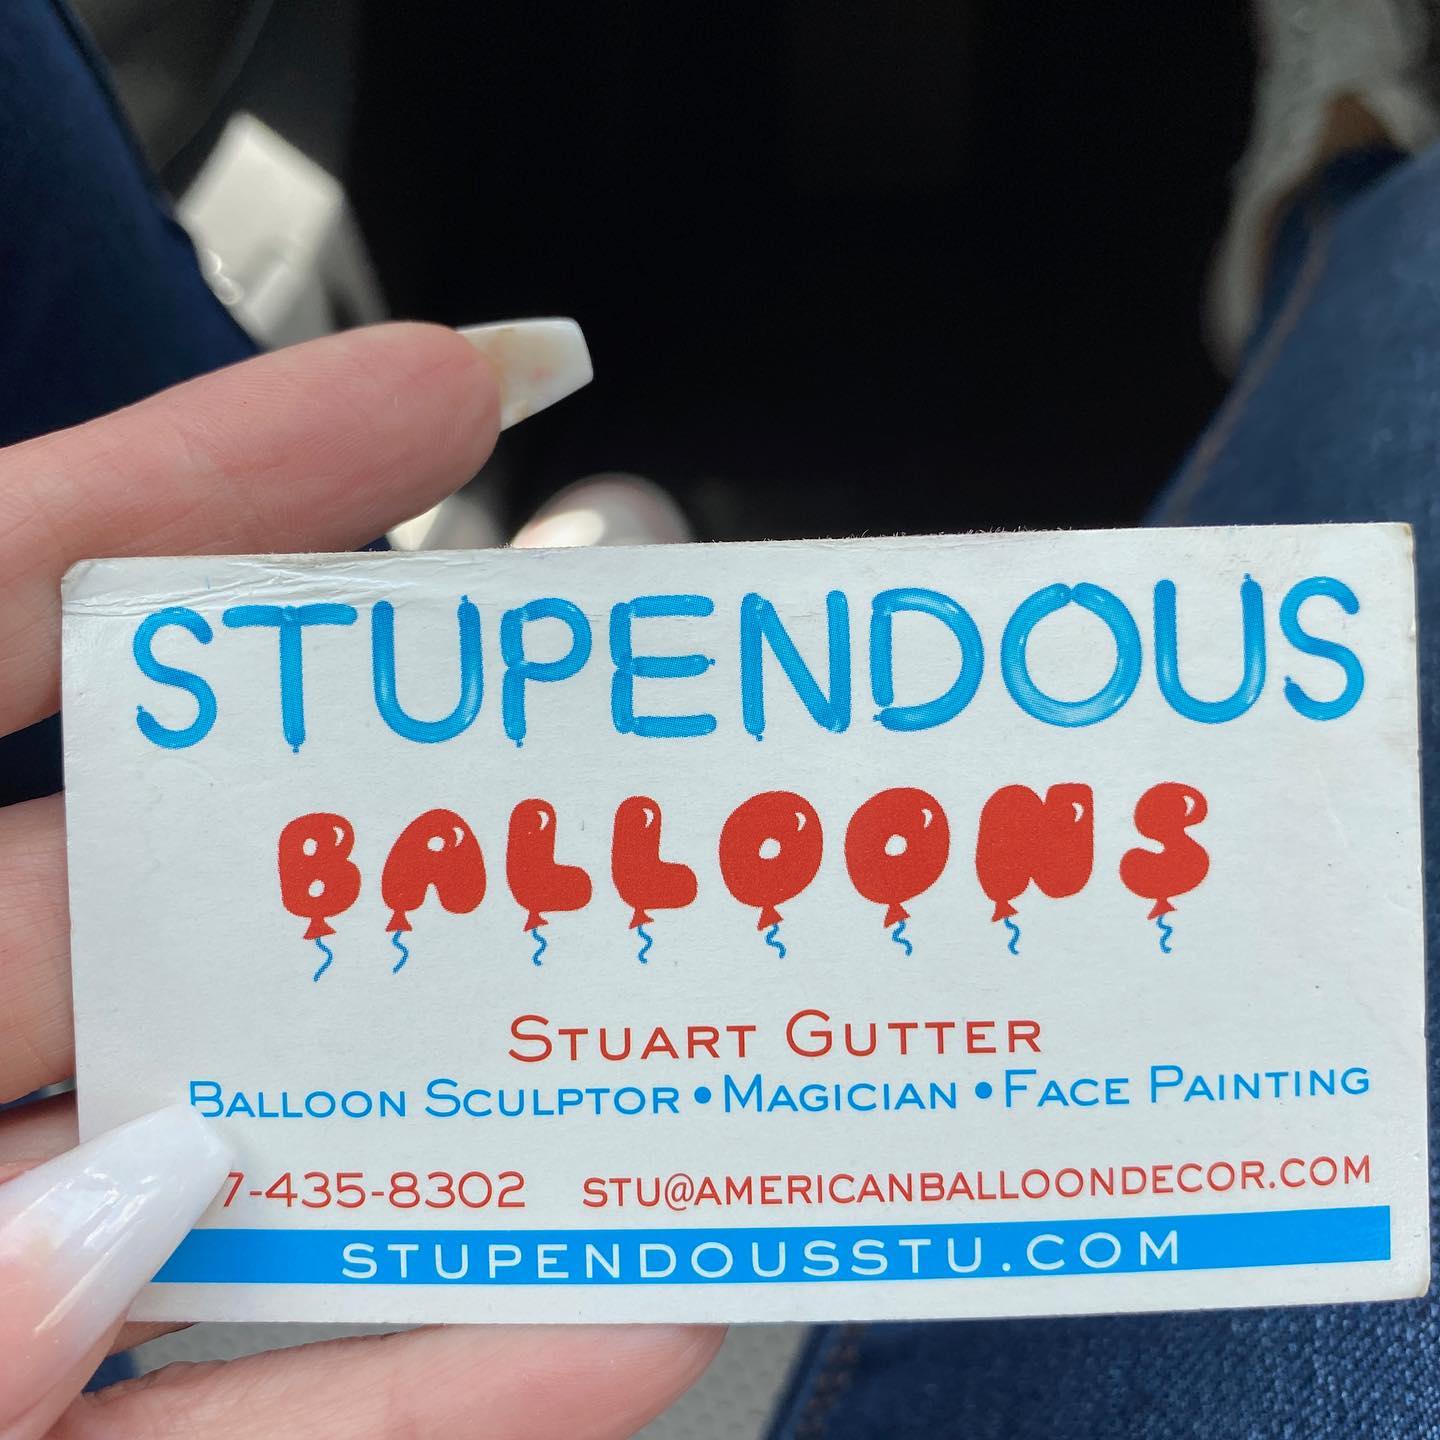 STUPENDOUS
BALLOONS
STUART GUTTER
BALLOON SCULPTOR • MAGICIAN • FACE PAINTING
7-435-8302 STU@AMERICANBALLOONDECOR.COM
STUPENDOUSSTU.COM